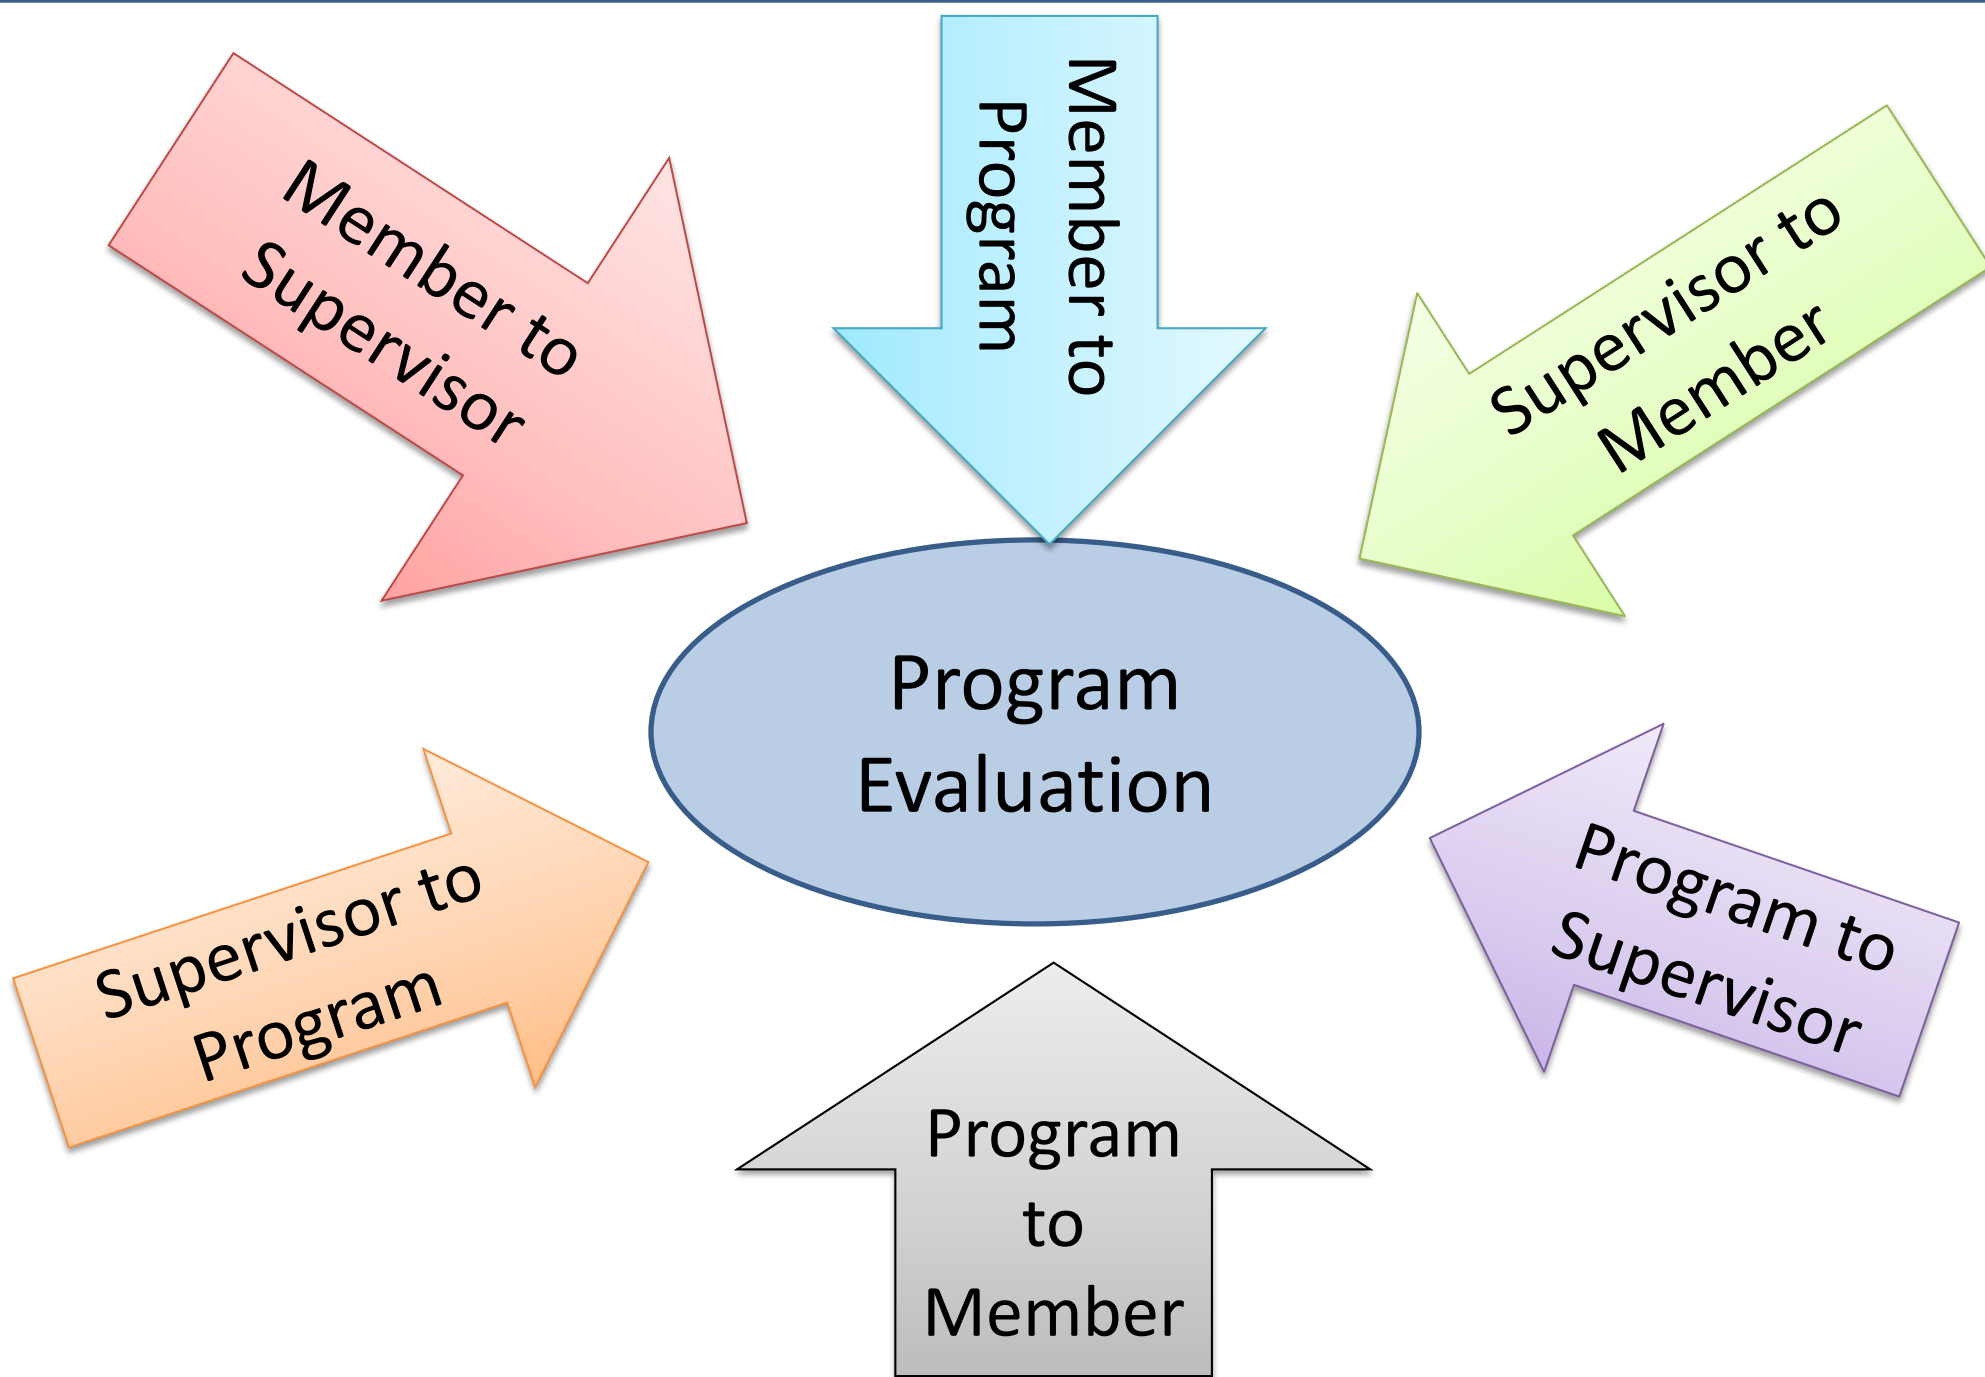 Member to
Supervisor
Member to
Program
Supervisor to
Member
Program
Evaluation
Supervisor to
Program
Program to
Supervisor
Program
to
Member